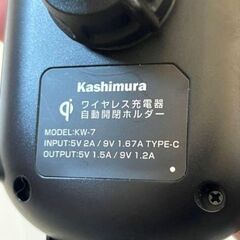 Kashimura
qi ワイヤレス充電器
自動開閉ホルダー
MODEL:KW-7
INPUT:5V 2A / 9V 1.67A TYPE-C
OUTPUT:5V 1.5A / 9V 1.2A